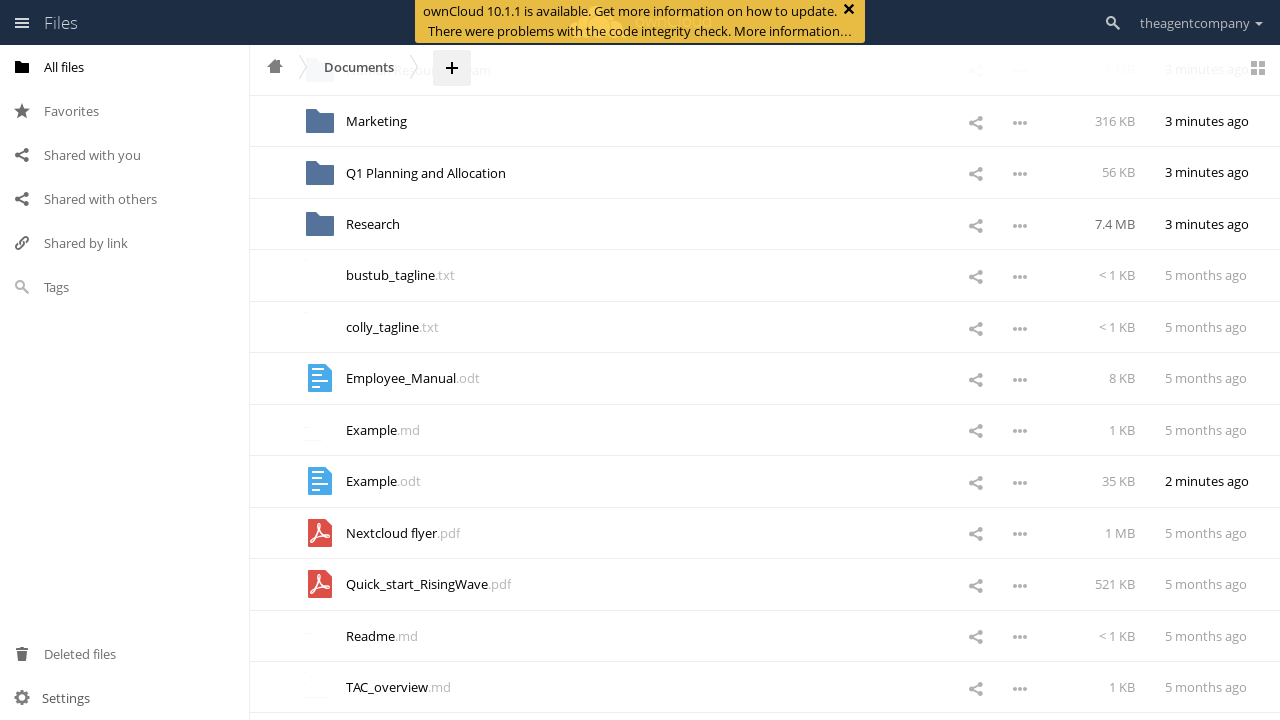 Files
ownCloud 10.1.1 is available. Get more information on how to update.
There were problems with the code integrity check. More information…
theagentcompany
All files
Favorites
Shared with you
Shared with others
Shared by link
Tags
Deleted files
Settings
Documents
3 minutes ago
Marketing 316 KB 3 minutes ago
Q1 Planning and Allocation 56 KB 3 minutes ago
Research 7.4 MB 3 minutes ago
bustub_tagline.txt < 1 KB 5 months ago
colly_tagline.txt < 1 KB 5 months ago
Employee_Manual.odt 8 KB 5 months ago
Example.md 1 KB 5 months ago
Example.odt 35 KB 2 minutes ago
Nextcloud flyer.pdf 1 MB 5 months ago
Quick_start_RisingWave.pdf 521 KB 5 months ago
Readme.md < 1 KB 5 months ago
TAC_overview.md 1 KB 5 months ago